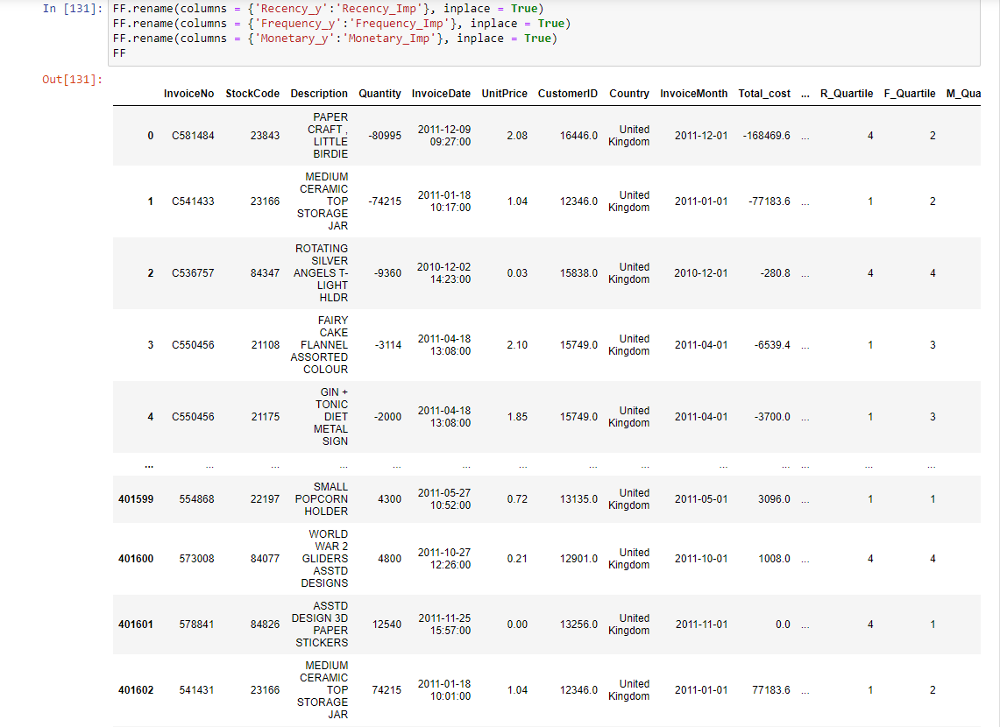 In [131]: FF.rename(columns = {'Recency_y':'Recency_Imp'}, inplace = True)
FF.rename(columns = {'Frequency_y':'Frequency_Imp'}, inplace = True)
FF.rename(columns = {'Monetary_y':'Monetary_Imp'}, inplace = True)
FF
Out[131]:
InvoiceNo StockCode Description Quantity InvoiceDate UnitPrice CustomerID Country InvoiceMonth Total_cost ... R_Quartile F_Quartile M_Qua
0 C581484 23843 PAPER CRAFT , LITTLE BIRDIE -80995 2011-12-09 09:27:00 2.08 16446.0 United Kingdom 2011-12-01 -168469.6 ... 4 2
1 C541433 23166 MEDIUM CERAMIC TOP STORAGE JAR -74215 2011-01-18 10:17:00 1.04 12346.0 United Kingdom 2011-01-01 -77183.6 ... 1 2
2 C536757 84347 ROTATING SILVER ANGELS T-LIGHT HLDR -9360 2010-12-02 14:23:00 0.03 15838.0 United Kingdom 2010-12-01 -280.8 ... 4 4
3 C550456 21108 FAIRY CAKE FLANNEL ASSORTED COLOUR -3114 2011-04-18 13:08:00 2.10 15749.0 United Kingdom 2011-04-01 -6539.4 ... 1 3
4 C550456 21175 GIN + TONIC DIET METAL SIGN -2000 2011-04-18 13:08:00 1.85 15749.0 United Kingdom 2011-04-01 -3700.0 ... 1 3
... ... ... ... ... ... ... ... ... ... ... ... ... ...
401599 554868 22197 SMALL POPCORN HOLDER 4300 2011-05-27 10:52:00 0.72 13135.0 United Kingdom 2011-05-01 3096.0 ... 1 1
401600 573008 84077 WORLD WAR 2 GLIDERS ASSTD DESIGNS 4800 2011-10-27 12:26:00 0.21 12901.0 United Kingdom 2011-10-01 1008.0 ... 4 4
401601 578841 84826 ASSTD DESIGN 3D PAPER STICKERS 12540 2011-11-25 15:57:00 0.00 13256.0 United Kingdom 2011-11-01 0.0 ... 4 1
401602 541431 23166 MEDIUM CERAMIC TOP STORAGE JAR 74215 2011-01-18 10:01:00 1.04 12346.0 United Kingdom 2011-01-01 77183.6 ... 1 2